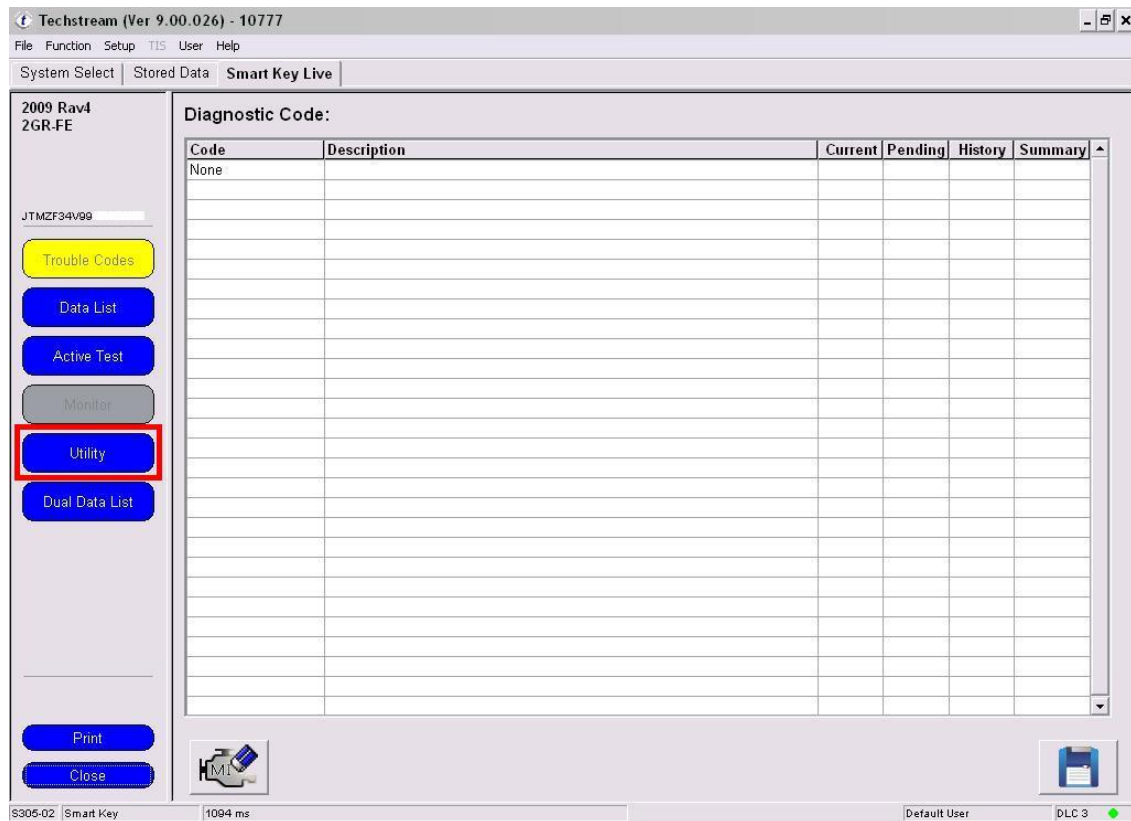 Techstream (Ver 9.00.026) - 10777
File Function Setup TIS User Help
System Select Stored Data Smart Key Live
2009 Rav4
2GR-FE
JTMZF34V99
Trouble Codes
Data List
Active Test
Monitor
Utility
Dual Data List
Print
Close
Diagnostic Code:
Code Description Current Pending History Summary
None
MI
S305-02 Smart Key 1094 ms Default User DLC 3